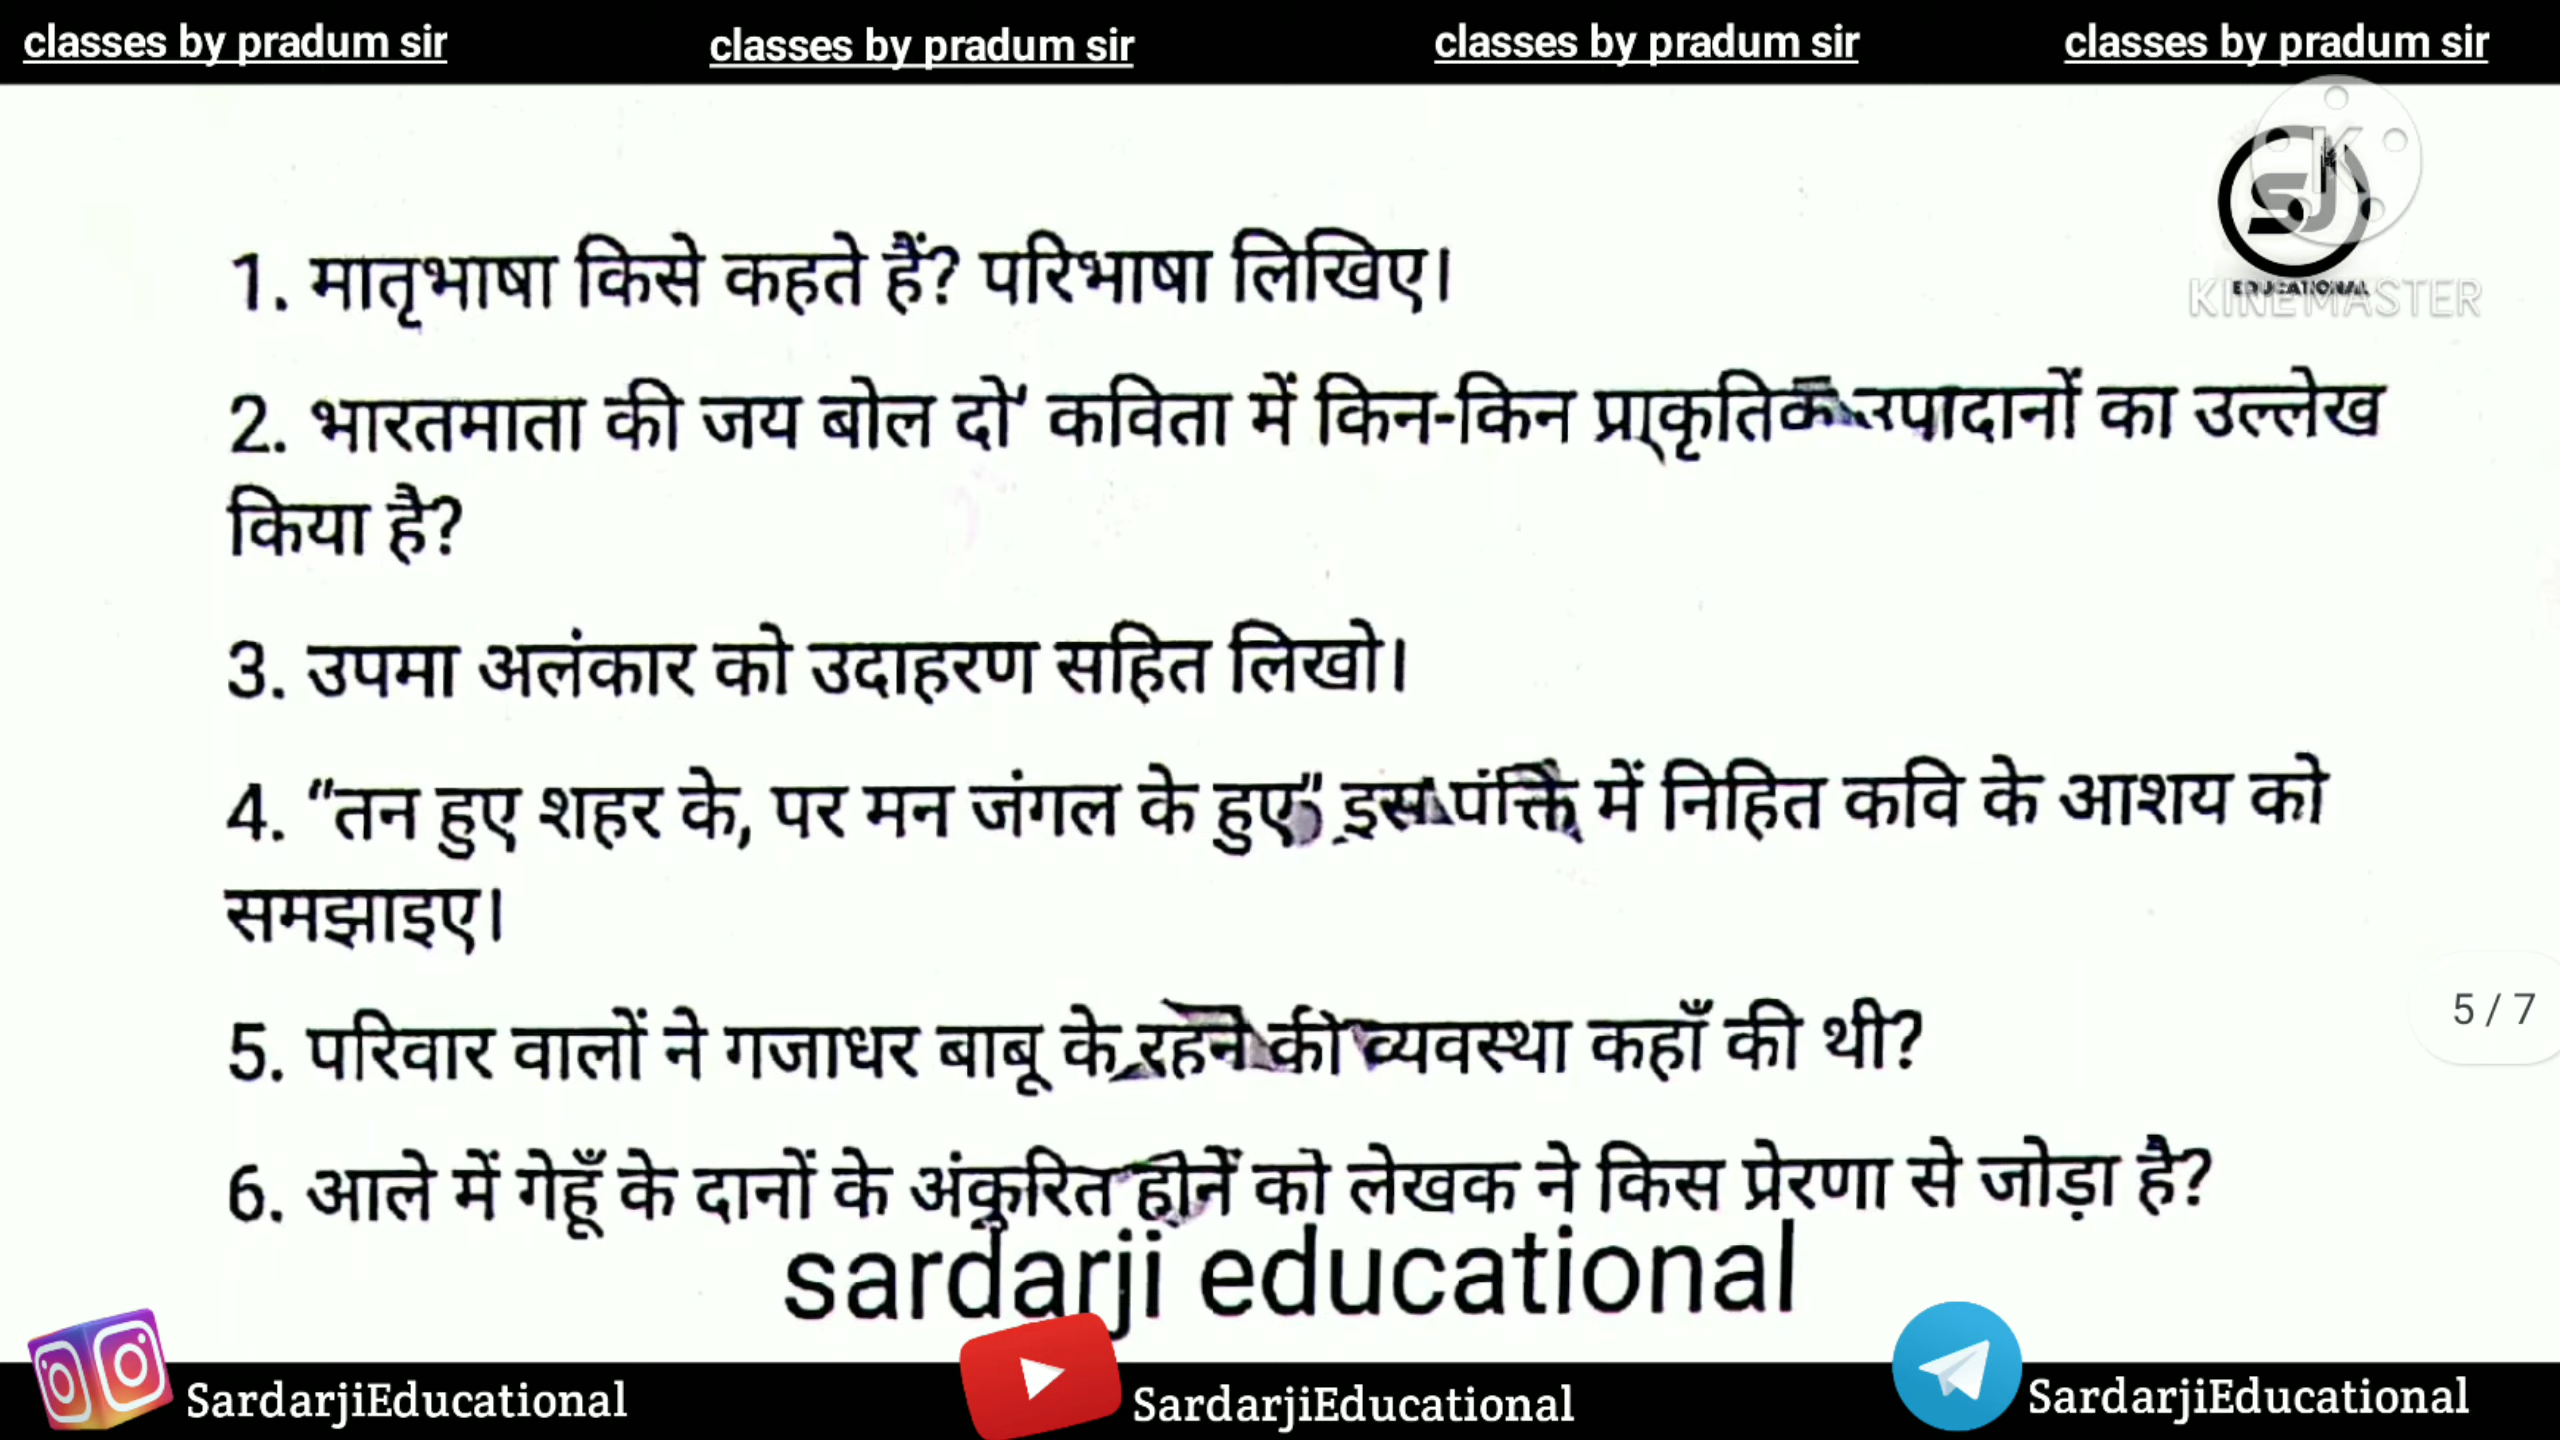 classes by pradum sir classes by pradum sir classes by pradum sir classes by pradum sir
SJ
EDUCATIONAL
KINEMASTER
1. मातृभाषा किसे कहते हैं? परिभाषा लिखिए।
2. भारतमाता की जय बोल दो' कविता में किन-किन प्राकृतिक उपादानों का उल्लेख
किया है?
3. उपमा अलंकार को उदाहरण सहित लिखो।
4. “तन हुए शहर के, पर मन जंगल के हुए” इस पंक्ति में निहित कवि के आशय को
समझाइए।
5. परिवार वालों ने गजाधर बाबू के रहने की व्यवस्था कहाँ की थी?
5 / 7
6. आले में गेहूँ के दानों के अंकुरित होनें को लेखक ने किस प्रेरणा से जोड़ा है?
sardarji educational
SardarjiEducational SardarjiEducational SardarjiEducational